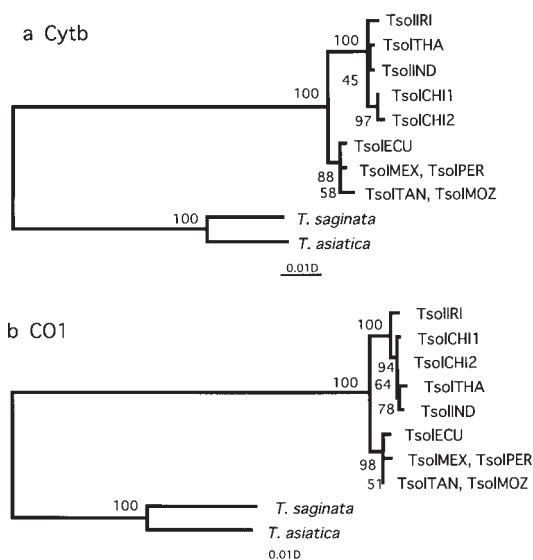 a Cytb
100
TsolIRI
TsolTHA
45
TsolIND
100
TsolCHI1
97
TsolCHI2
TsolECU
88
TsolMEX, TsolPER
58
TsolTAN, TsolMOZ
100
T. saginata
T. asiatica
0.01D
b CO1
100
TsolIRI
TsolCHI1
94
TsolCHI2
100
64
TsolTHA
78
TsolIND
TsolECU
98
TsolMEX, TsolPER
51
TsolTAN, TsolMOZ
100
T. saginata
T. asiatica
0.01D